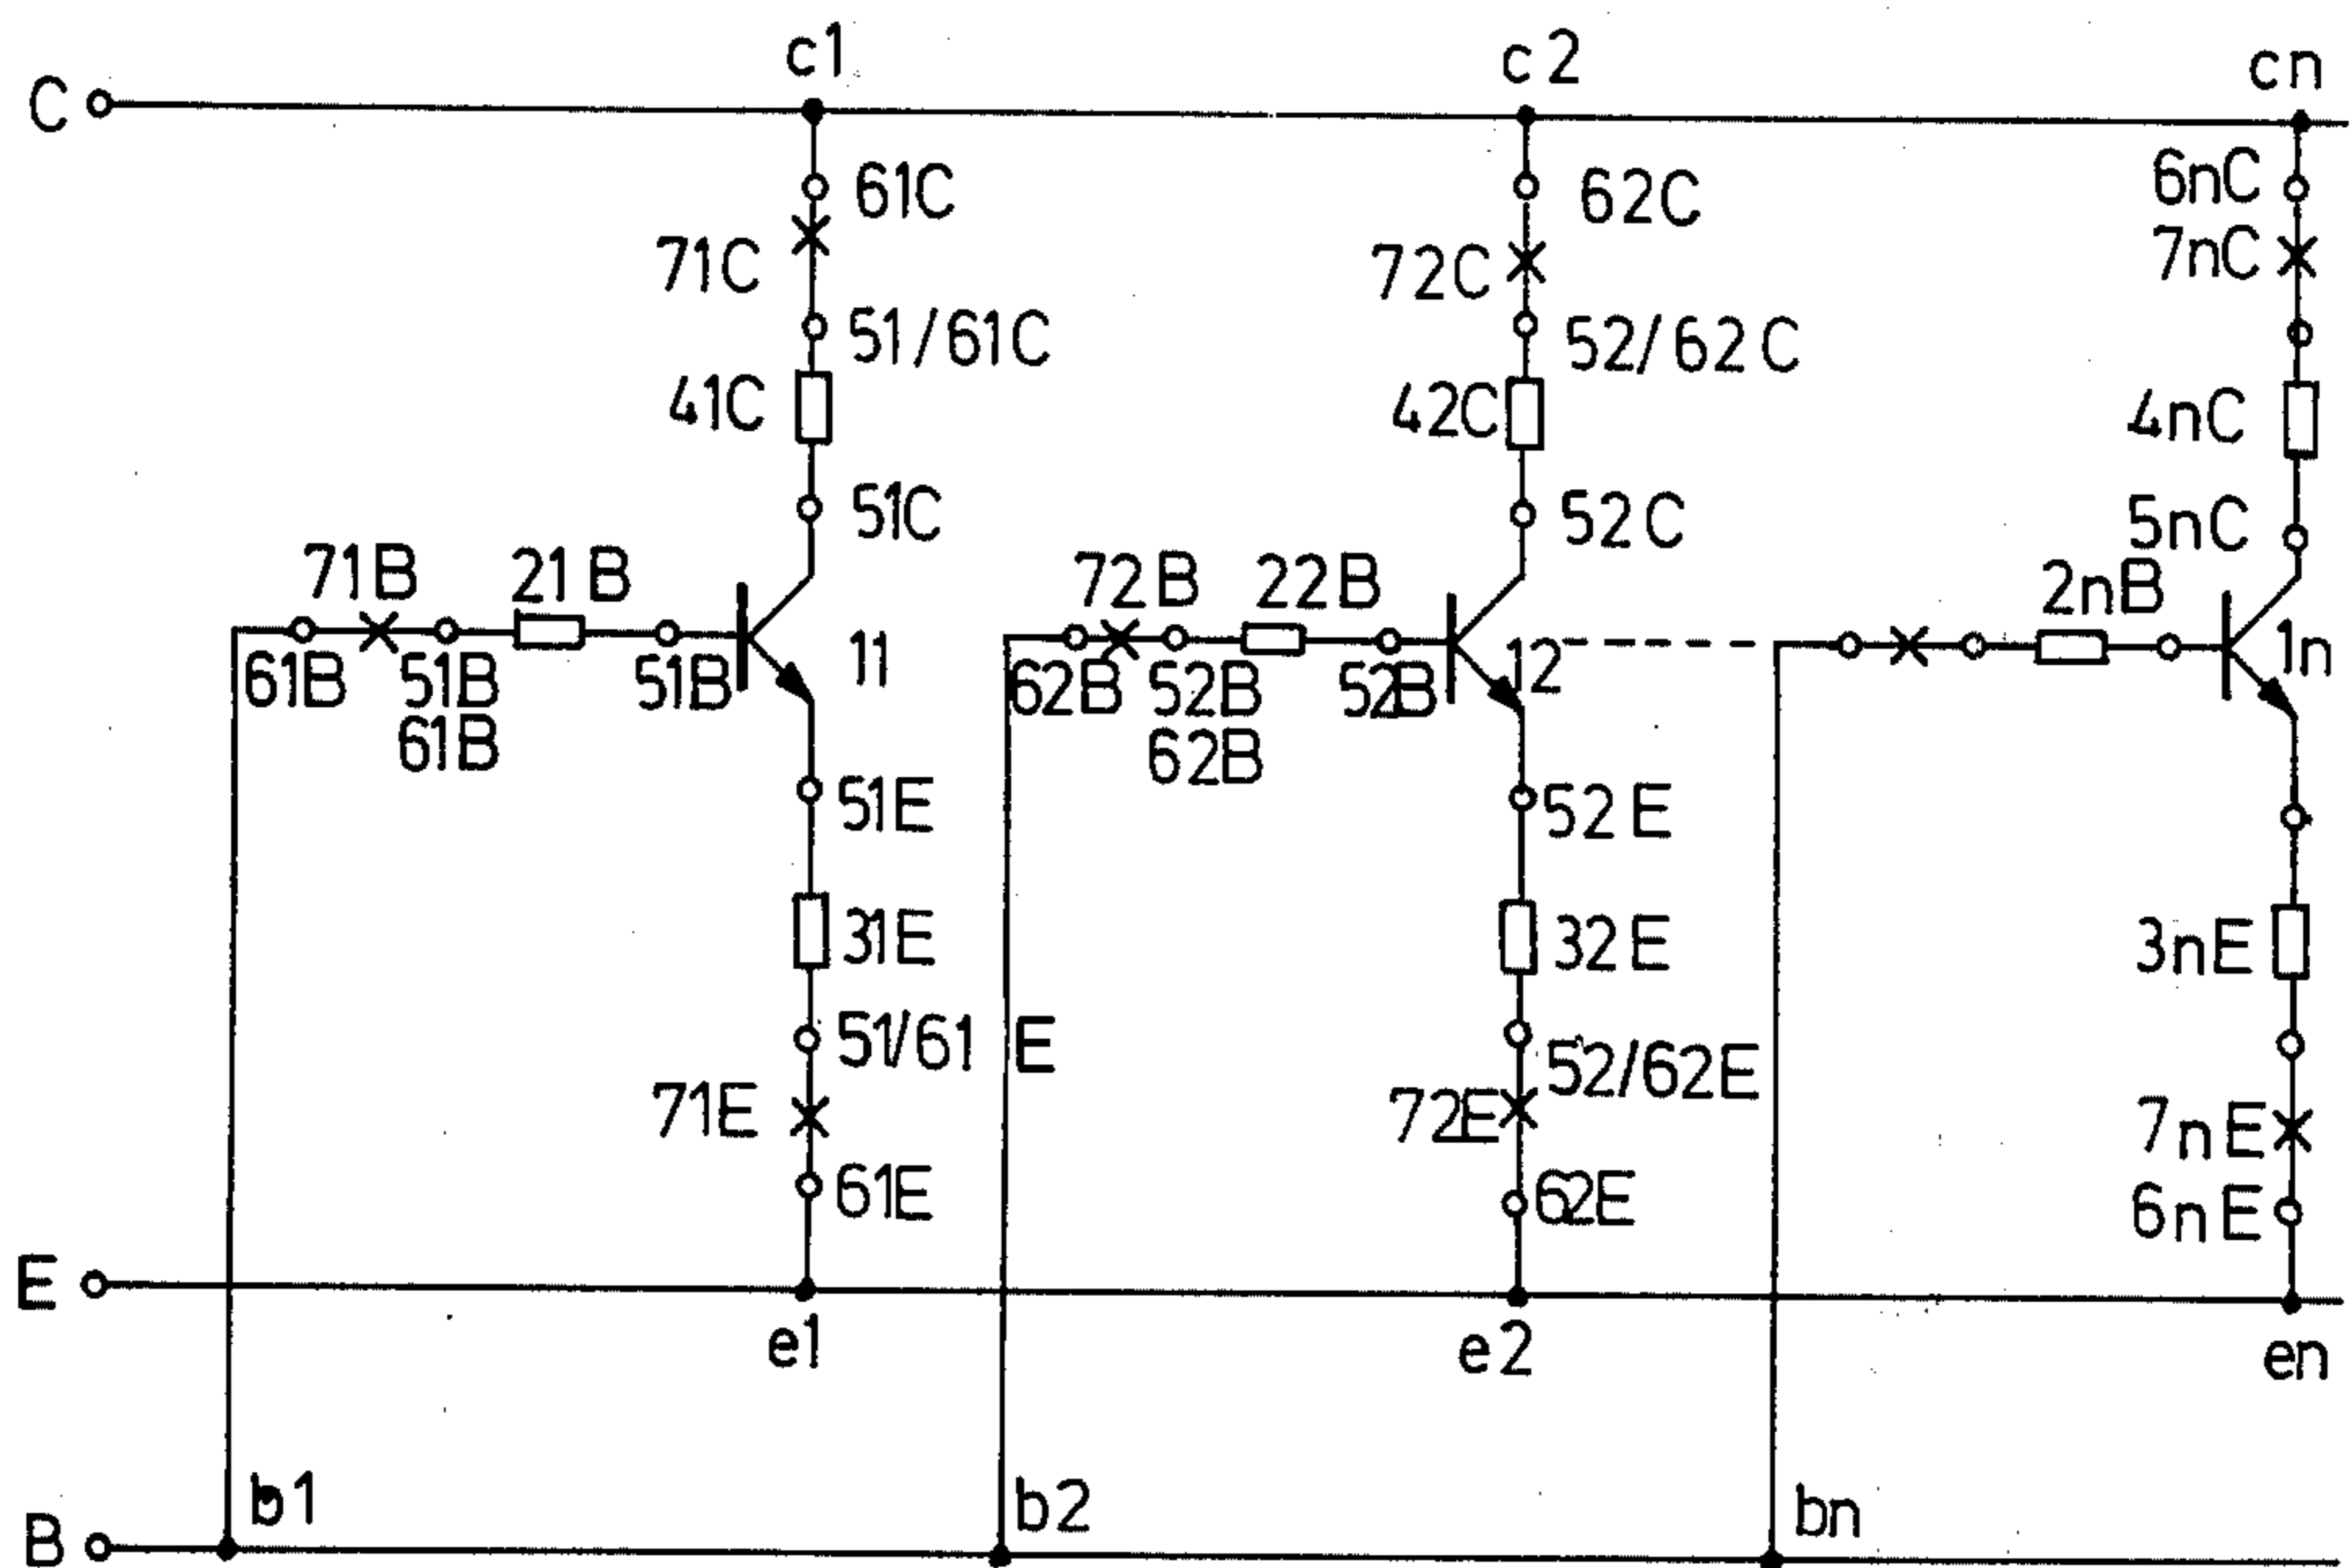 c1 c2 cn
C
61C 62C 6nC
71C 72C 7nC
51/61C 52/62C
41C 42C 4nC
51C 52C 5nC
71B 21B 72B 22B 2nB
11 12 1n
61B 51B 51B 62B 52B 52B
61B 62B
51E 52E
31E 32E 3nE
51/61 E 52/62E
71E 72E 7nE
61E 62E 6nE
E
e1 e2 en
b1 b2 bn
B